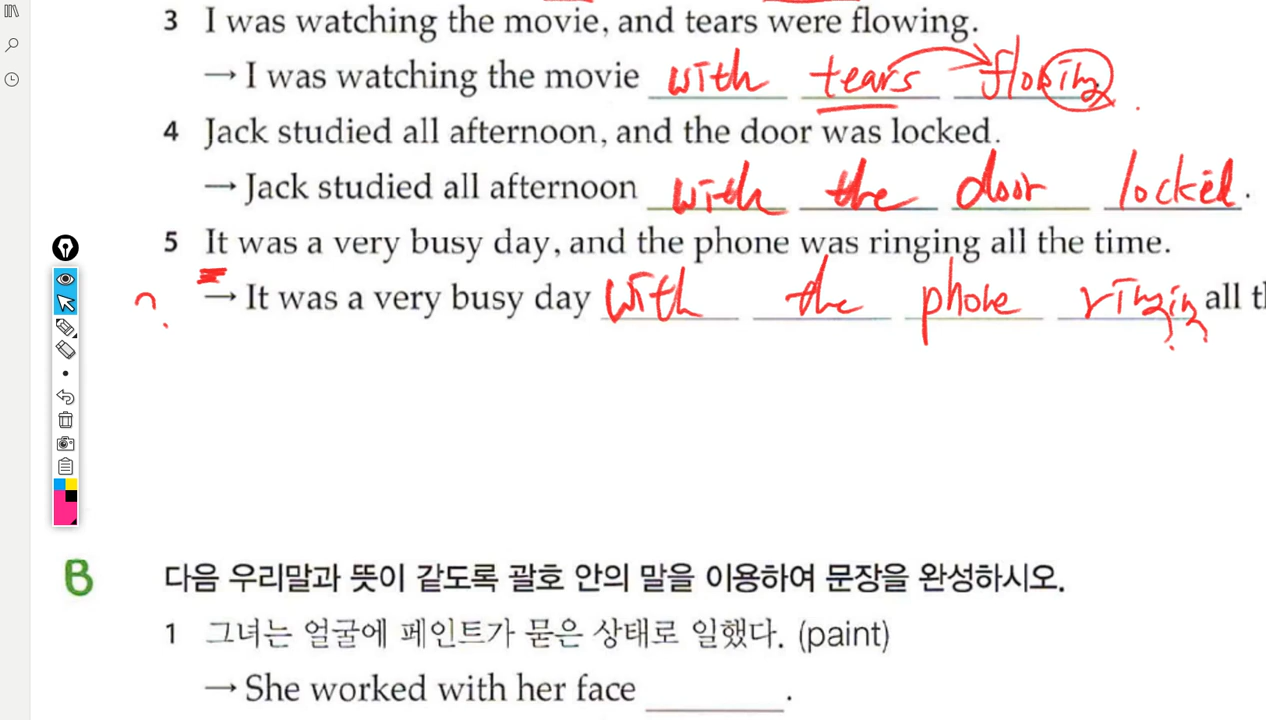 3 I was watching the movie, and tears were flowing.
→ I was watching the movie with tears flowing.
4 Jack studied all afternoon, and the door was locked.
→ Jack studied all afternoon with the door locked.
5 It was a very busy day, and the phone was ringing all the time.
→ It was a very busy day with the phone ringing all
B 다음 우리말과 뜻이 같도록 괄호 안의 말을 이용하여 문장을 완성하시오.
1 그녀는 얼굴에 페인트가 묻은 상태로 일했다. (paint)
→ She worked with her face ________.